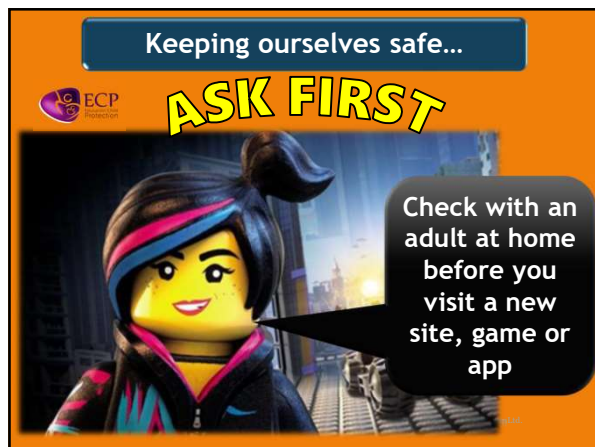 Keeping ourselves safe…
ECP
Protection
ASK FIRST
Check with an
adult at home
before you
visit a new
site, game or
app